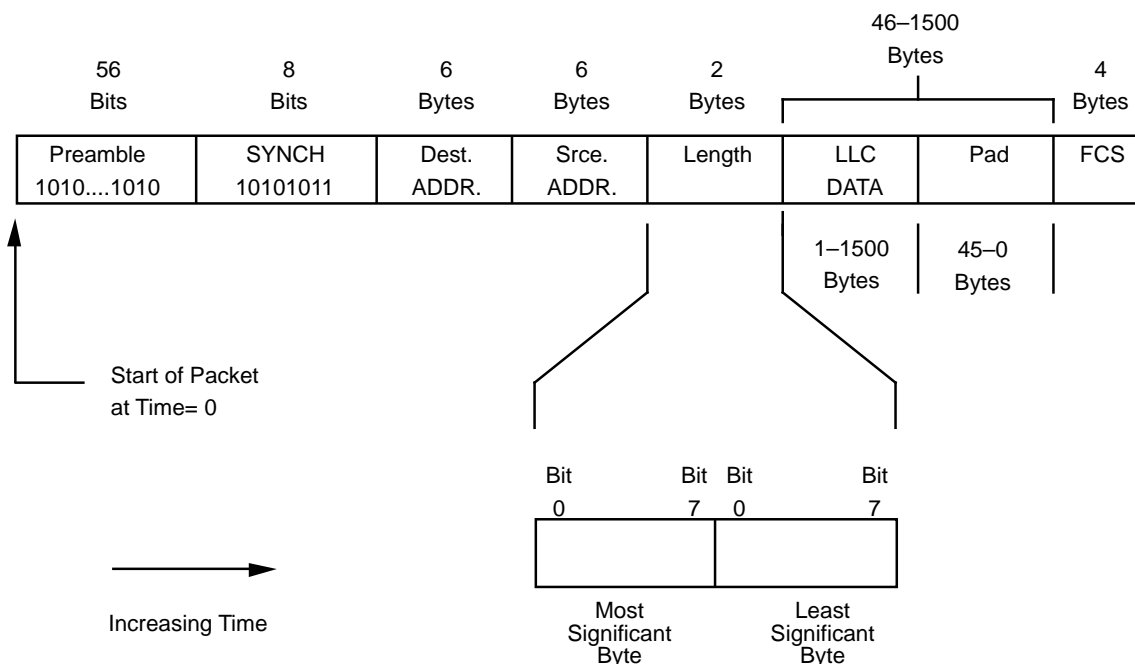 46–1500
Bytes
56
Bits
8
Bits
6
Bytes
6
Bytes
2
Bytes
4
Bytes
Preamble
1010....1010
SYNCH
10101011
Dest.
ADDR.
Srce.
ADDR.
Length
LLC
DATA
Pad
FCS
1–1500
Bytes
45–0
Bytes
Start of Packet
at Time= 0
Bit
0
Bit
7
Bit
0
Bit
7
Increasing Time
Most
Significant
Byte
Least
Significant
Byte